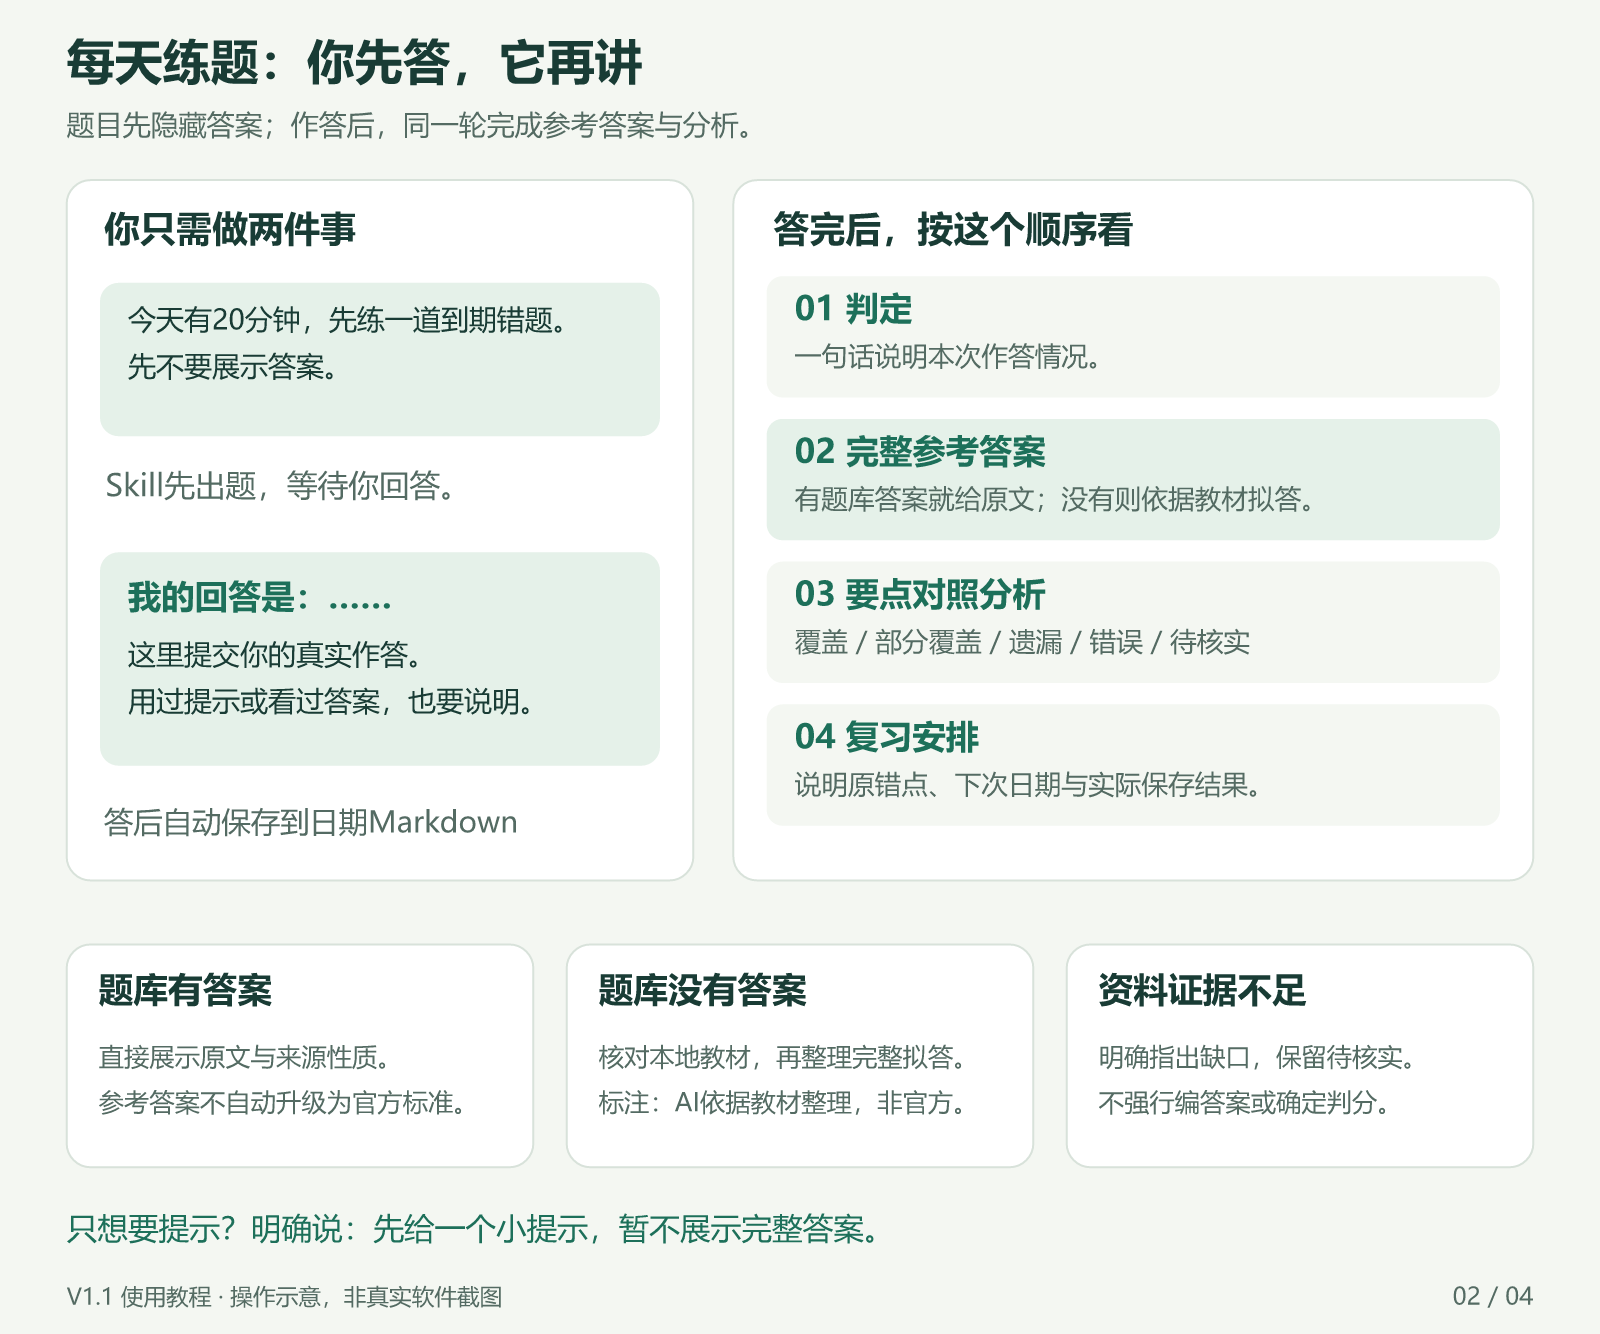 每天练题：你先答，它再讲
题目先隐藏答案；作答后，同一轮完成参考答案与分析。
你只需做两件事
今天有20分钟，先练一道到期错题。
先不要展示答案。
Skill先出题，等待你回答。
我的回答是：……
这里提交你的真实作答。
用过提示或看过答案，也要说明。
答后自动保存到日期Markdown
答完后，按这个顺序看
01 判定
一句话说明本次作答情况。
02 完整参考答案
有题库答案就给原文；没有则依据教材拟答。
03 要点对照分析
覆盖 / 部分覆盖 / 遗漏 / 错误 / 待核实
04 复习安排
说明原错点、下次日期与实际保存结果。
题库有答案
直接展示原文与来源性质。
参考答案不自动升级为官方标准。
题库没有答案
核对本地教材，再整理完整拟答。
标注：AI依据教材整理，非官方。
资料证据不足
明确指出缺口，保留待核实。
不强行编答案或确定判分。
只想要提示？明确说：先给一个小提示，暂不展示完整答案。
V1.1 使用教程 · 操作示意，非真实软件截图
02 / 04